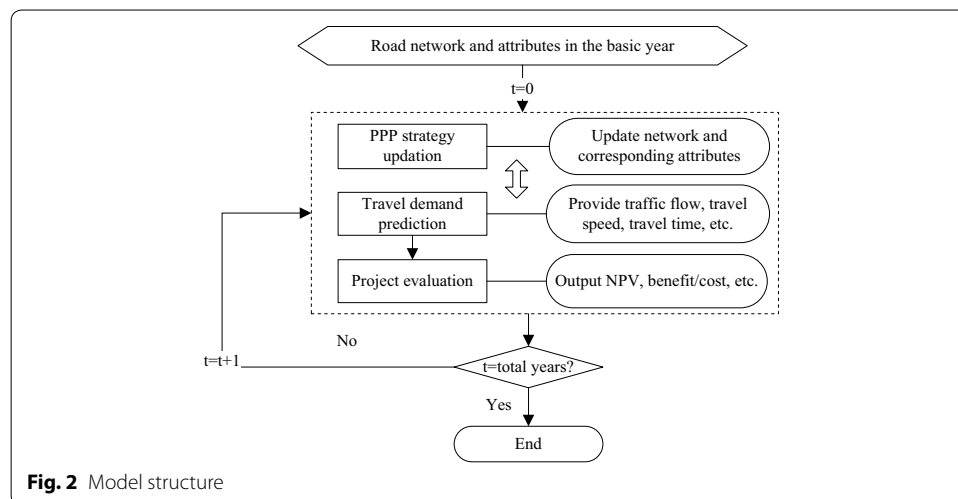 Road network and attributes in the basic year
t=0
PPP strategy
updation
Update network and
corresponding attributes
Travel demand
prediction
Provide traffic flow, travel
speed, travel time, etc.
Project evaluation
Output NPV, benefit/cost, etc.
No
t=t+1
t=total years?
Yes
End
Fig. 2 Model structure